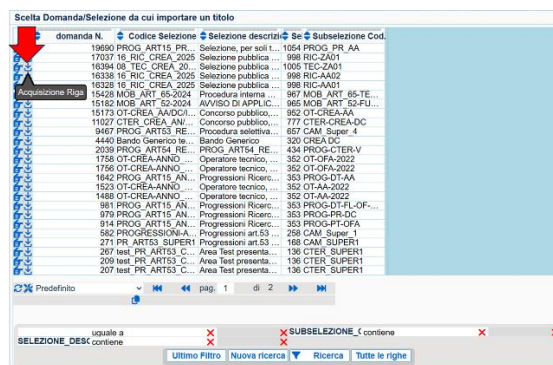 Scelta Domanda/Selezione da cui importare un titolo
domanda N. Codice Selezione Selezione descrizi Se Subselezione Cod.
19690 PROG_ART15_PR... Selezione, per soli t... 1054 PROG_PR_AA
17037 16_RIC_CREA_2025 Selezione pubblica ... 998 RIC-ZA01
16394 08_TEC_CREA_20... Selezione pubblica ... 1005 TEC-ZA01
16338 16_RIC_CREA_2025 Selezione pubblica ... 998 RIC-AA02
16328 16_RIC_CREA_2025 Selezione pubblica ... 998 RIC-AA01
Acquisizione Riga
15428 MOB_ART_65-2024 Procedura interna ... 967 MOB_ART_65-TE...
15182 MOB_ART_52-2024 AVVISO DI APPLIC... 965 MOB_ART_52-FU...
15173 OT-CREA_AA/DC/I... Concorso pubblico,... 952 OT-CREA-AA
11027 CTER_CREA_AN/... Concorso pubblico,... 777 CTER-CREA-DC
9467 PROG_ART53_RE... Procedura selettiva... 657 CAM_Super_4
4440 Bando Generico te... Bando Generico 320 CREA DC
2039 PROG_ART54_RE... PROG_ART54_RE... 434 PROG-CTER-V
1758 OT-CREA-ANNO_... Operatore tecnico, ... 352 OT-OFA-2022
1756 OT-CREA-ANNO_... Operatore tecnico, ... 352 OT-OFA-2022
1842 PROG_ART15_AN... Progressioni Ricerc... 353 PROG-DT-AA
1523 OT-CREA-ANNO_... Operatore tecnico, ... 352 OT-AA-2022
1488 OT-CREA-ANNO_... Operatore tecnico, ... 352 OT-AA-2022
981 PROG_ART15_AN... Progressioni Ricerc... 353 PROG-DT-FL-OF-...
979 PROG_ART15_AN... Progressioni Ricerc... 353 PROG-PR-DC
914 PROG_ART15_AN... Progressioni Ricerc... 353 PROG-PT-OFA
582 PROGRESSIONI-A... Progressioni art.53 ... 258 CAM_Super_1
271 PR_ART53_SUPER1 Progressioni art.53 ... 168 CAM_SUPER1
267 test_PR_ART53_C... Area Test presenta... 136 CTER_SUPER1
209 test_PR_ART53_C... Area Test presenta... 136 CTER_SUPER1
207 test_PR_ART53_C... Area Test presenta... 136 CTER_SUPER1
Predefinito pag. 1 di 2
uguale a SUBSELEZIONE_( contiene
SELEZIONE_DESC contiene
Ultimo Filtro Nuova ricerca Ricerca Tutte le righe